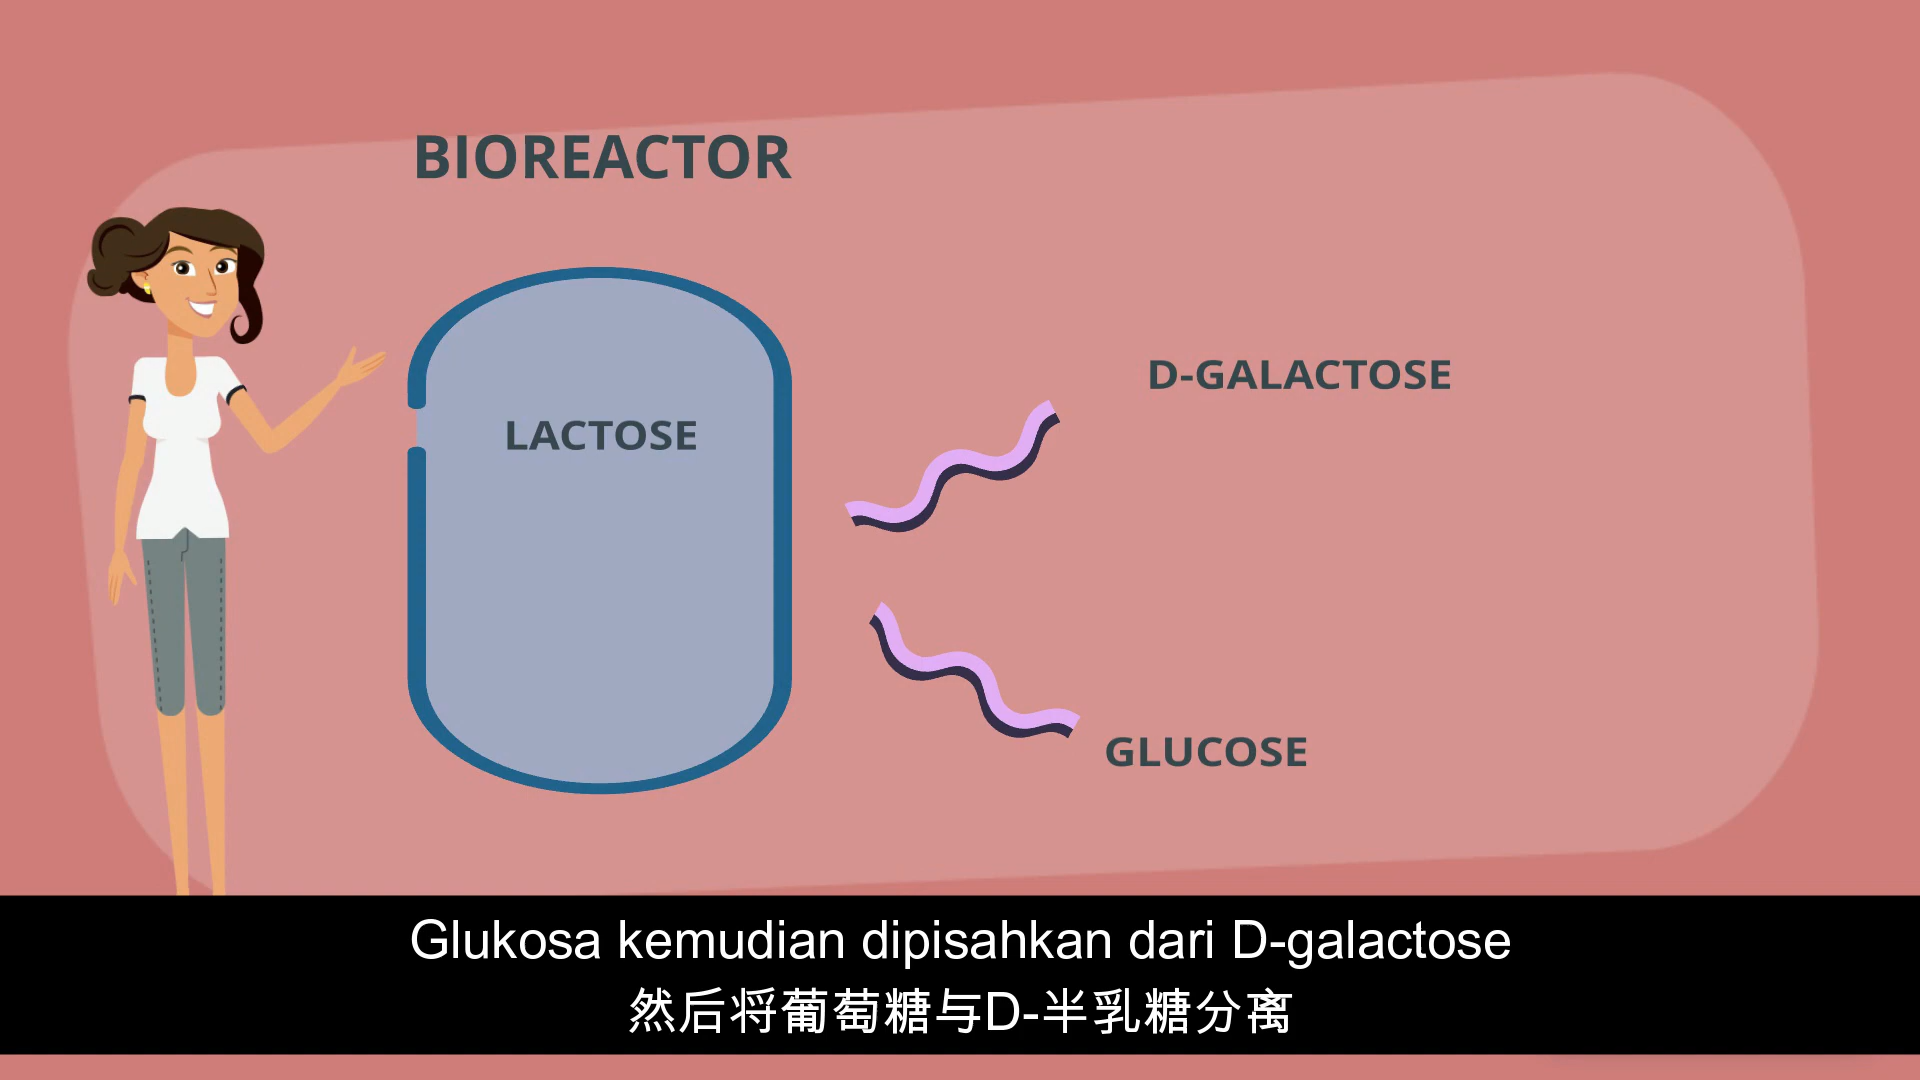 BIOREACTOR
LACTOSE
D-GALACTOSE
GLUCOSE
Glukosa kemudian dipisahkan dari D-galactose
然后将葡萄糖与D-半乳糖分离